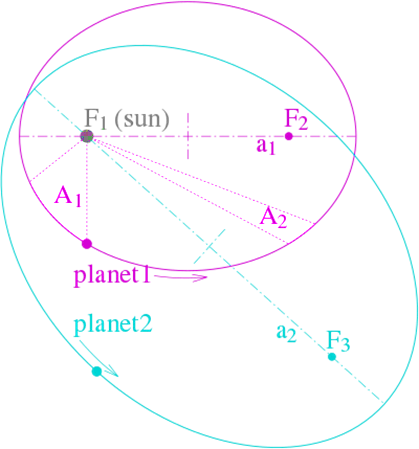 F₁ (sun)
F₂
a₁
A₁
A₂
planet1
planet2
a₂
F₃